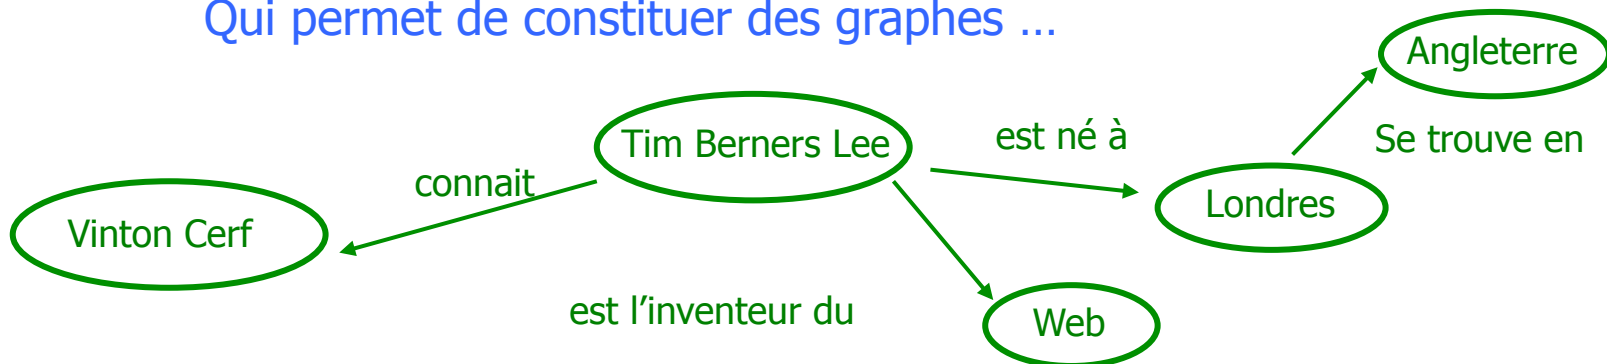 Qui permet de constituer des graphes …
Angleterre
Tim Berners Lee
est né à
Se trouve en
connait
Londres
Vinton Cerf
est l’inventeur du
Web